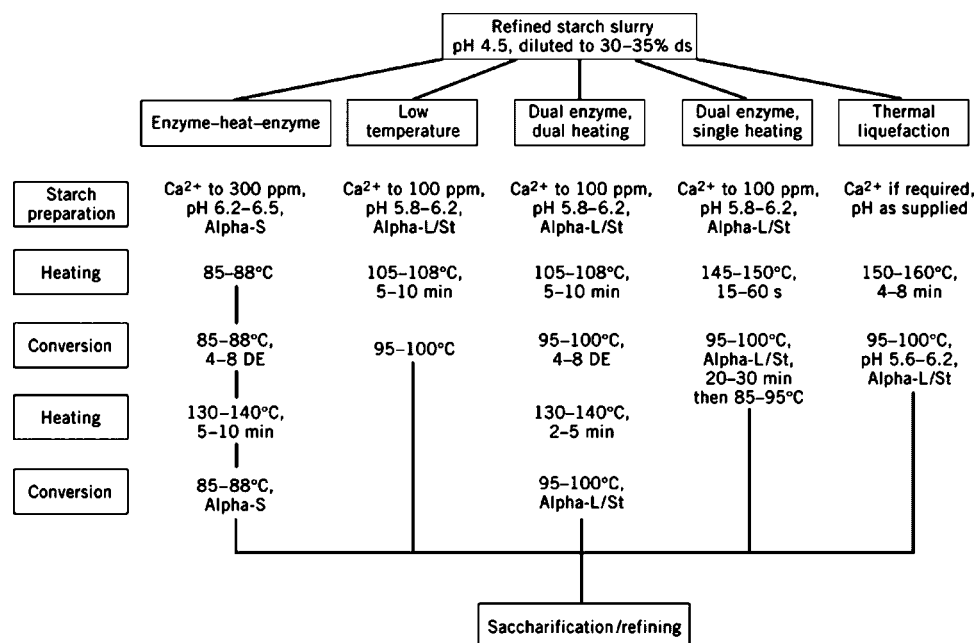 Refined starch slurry
pH 4.5, diluted to 30–35% ds
Enzyme–heat–enzyme
Low
temperature
Dual enzyme,
dual heating
Dual enzyme,
single heating
Thermal
liquefaction
Starch
preparation
Ca²⁺ to 300 ppm,
pH 6.2–6.5,
Alpha-S
Ca²⁺ to 100 ppm,
pH 5.8–6.2,
Alpha-L/St
Ca²⁺ to 100 ppm,
pH 5.8–6.2,
Alpha-L/St
Ca²⁺ to 100 ppm,
pH 5.8–6.2,
Alpha-L/St
Ca²⁺ if required,
pH as supplied
Heating
85–88°C
105–108°C,
5–10 min
105–108°C,
5–10 min
145–150°C,
15–60 s
150–160°C,
4–8 min
Conversion
85–88°C,
4–8 DE
95–100°C
95–100°C,
4–8 DE
95–100°C,
Alpha-L/St,
20–30 min
then 85–95°C
95–100°C,
pH 5.6–6.2,
Alpha-L/St
Heating
130–140°C,
5–10 min
130–140°C,
2–5 min
Conversion
85–88°C,
Alpha-S
95–100°C,
Alpha-L/St
Saccharification/refining